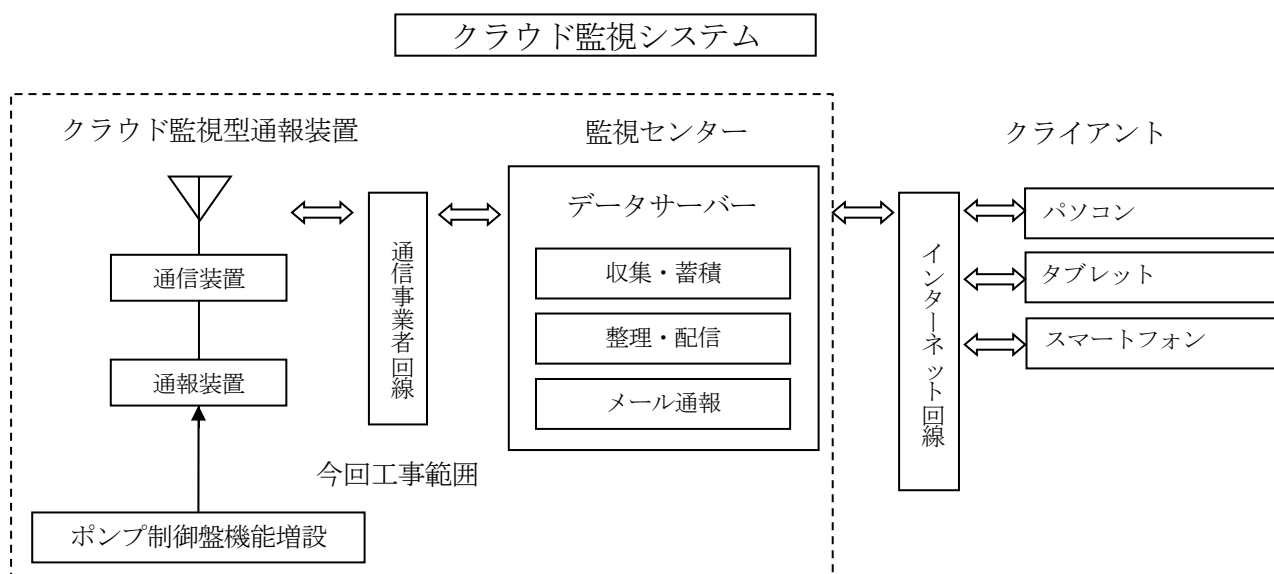 クラウド監視システム
クラウド監視型通報装置
監視センター
クライアント
データサーバー
パソコン
通信装置
通信事業者回線
収集・蓄積
インターネット回線
タブレット
整理・配信
スマートフォン
通報装置
メール通報
今回工事範囲
ポンプ制御盤機能増設